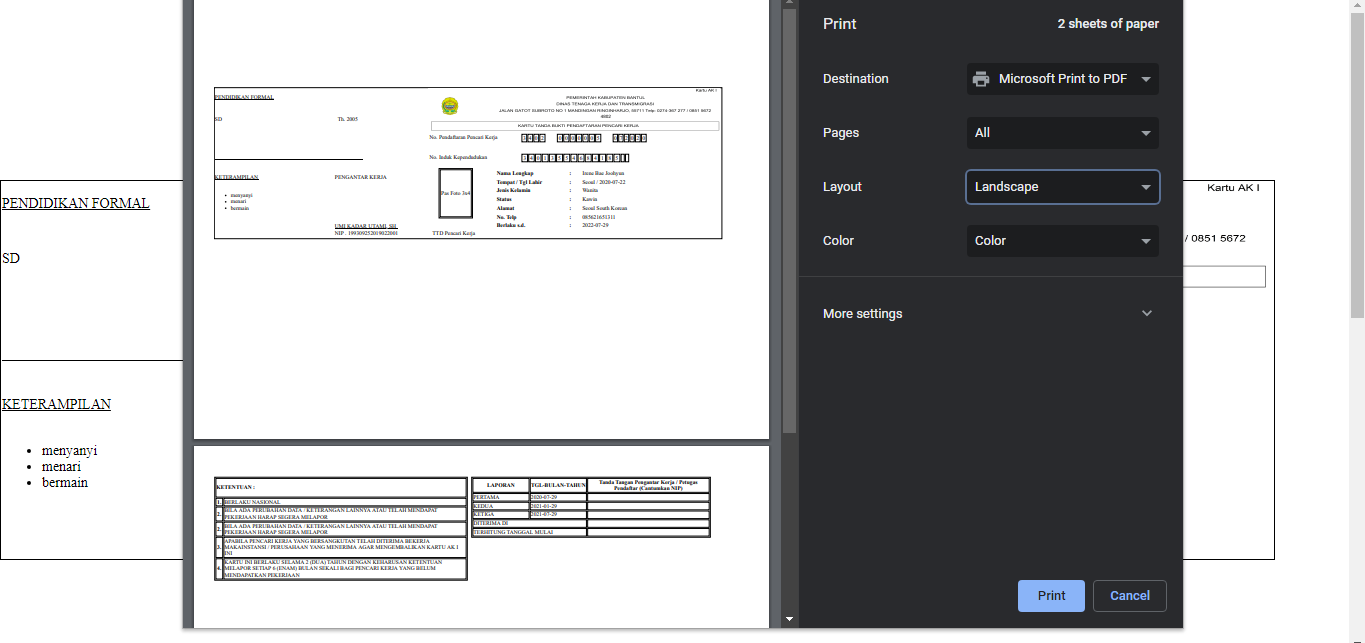 PENDIDIKAN FORMAL
SD
KETERAMPILAN
menyanyi
menari
bermain
PENDIDIKAN FORMAL
SD
Th. 2005
KETERAMPILAN
PENGANTAR KERJA
menyanyi
menari
bermain
UMI KADAR UTAMI, SH
NIP . 199309252019022001
Kartu AK I
PEMERINTAH KABUPATEN BANTUL
DINAS TENAGA KERJA DAN TRANSMIGRASI
JALAN GATOT SUBROTO NO 1 MANDINGAN RINGINHARJO, 55711 Telp: 0274-367 277 / 0851 5672
4802
KARTU TANDA BUKTI PENDAFTARAN PENCARI KERJA
No. Pendaftaran Pencari Kerja
No. Induk Kependudukan
Pas Foto 3x4
Nama Lengkap : Irene Bae Joohyun
Tempat / Tgl Lahir : Seoul / 2020-07-22
Jenis Kelamin : Wanita
Status : Kawin
Alamat : Seoul South Korean
No. Telp : 085621651311
Berlaku s.d. : 2022-07-29
TTD Pencari Kerja
KETENTUAN :
1. BERLAKU NASIONAL
2. BILA ADA PERUBAHAN DATA / KETERANGAN LAINNYA ATAU TELAH MENDAPAT
PEKERJAAN HARAP SEGERA MELAPOR
2. BILA ADA PERUBAHAN DATA / KETERANGAN LAINNYA ATAU TELAH MENDAPAT
PEKERJAAN HARAP SEGERA MELAPOR
3. APABILA PENCARI KERJA YANG BERSANGKUTAN TELAH DITERIMA BEKERJA
MAKAINSTANSI / PERUSAHAAN YANG MENERIMA AGAR MENGEMBALIKAN KARTU AK I
INI
4. KARTU INI BERLAKU SELAMA 2 (DUA) TAHUN DENGAN KEHARUSAN KETENTUAN
MELAPOR SETIAP 6 (ENAM) BULAN SEKALI BAGI PENCARI KERJA YANG BELUM
MENDAPATKAN PEKERJAAN
LAPORAN TGL-BULAN-TAHUN Tanda Tangan Pengantar Kerja / Petugas
Pendaftar (Cantumkan NIP)
PERTAMA 2020-07-29
KEDUA 2021-01-29
KETIGA 2021-07-29
DITERIMA DI
TERHITUNG TANGGAL MULAI
Print
2 sheets of paper
Destination
Microsoft Print to PDF
Pages
All
Layout
Landscape
Color
Color
More settings
Print
Cancel
Kartu AK I
/ 0851 5672